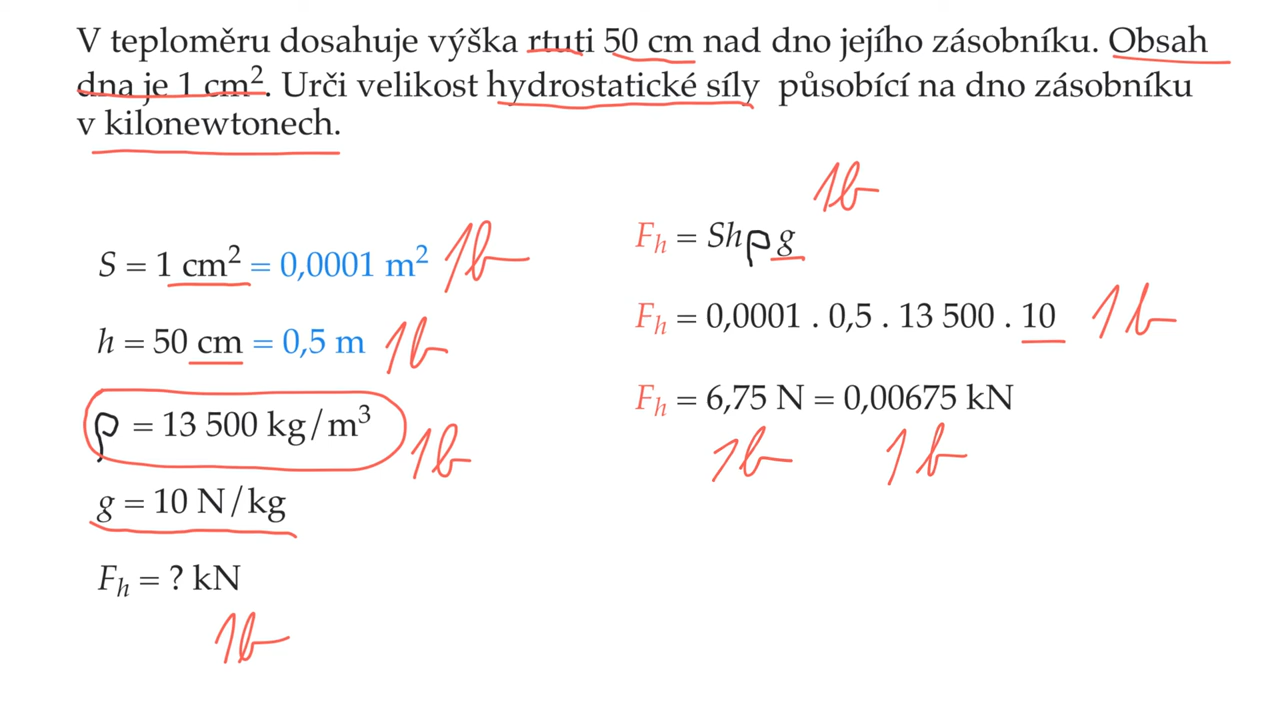 V teploměru dosahuje výška rtuti 50 cm nad dno jejího zásobníku. Obsah
dna je 1 cm². Urči velikost hydrostatické síly působící na dno zásobníku
v kilonewtonech.
S = 1 cm² = 0,0001 m² 1b
h = 50 cm = 0,5 m 1b
ρ = 13 500 kg/m³ 1b
g = 10 N/kg
F_h = ? kN
1b
1b
F_h = Shρg
F_h = 0,0001 . 0,5 . 13 500 . 10 1b
F_h = 6,75 N = 0,00675 kN
1b 1b